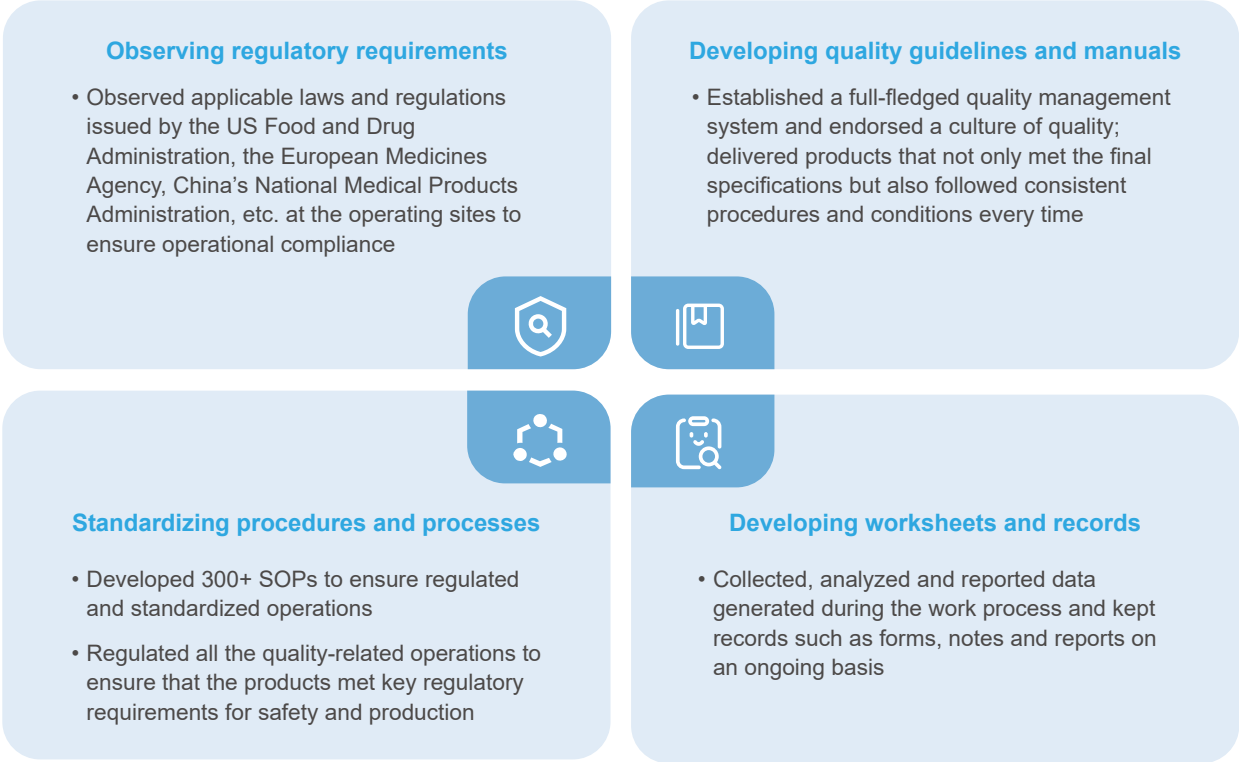 Observing regulatory requirements
• Observed applicable laws and regulations
issued by the US Food and Drug
Administration, the European Medicines
Agency, China’s National Medical Products
Administration, etc. at the operating sites to
ensure operational compliance
Developing quality guidelines and manuals
• Established a full-fledged quality management
system and endorsed a culture of quality;
delivered products that not only met the final
specifications but also followed consistent
procedures and conditions every time
Standardizing procedures and processes
• Developed 300+ SOPs to ensure regulated
and standardized operations
• Regulated all the quality-related operations to
ensure that the products met key regulatory
requirements for safety and production
Developing worksheets and records
• Collected, analyzed and reported data
generated during the work process and kept
records such as forms, notes and reports on
an ongoing basis